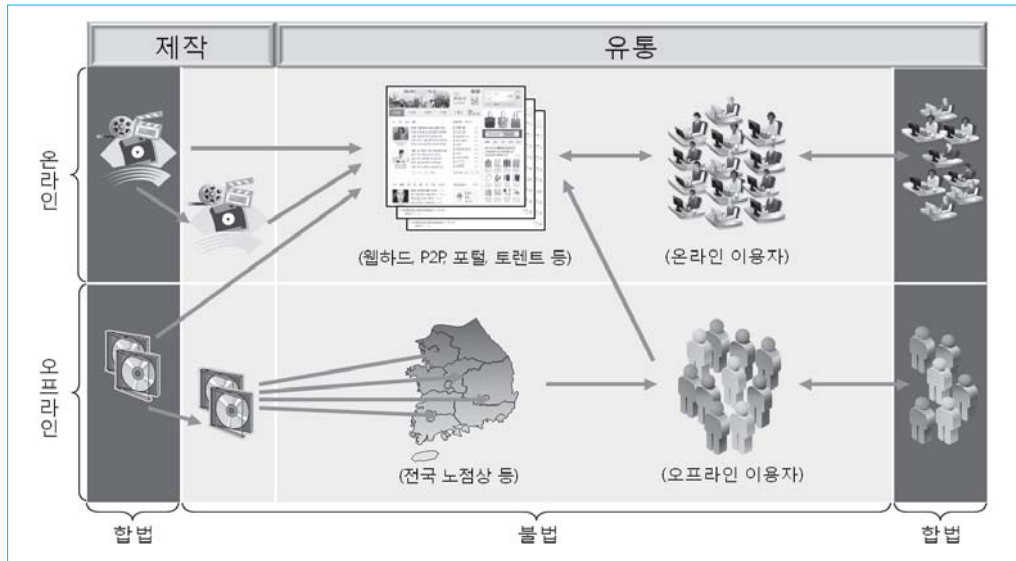 제작
유통
온라인
(웹하드, P2P, 포털, 토렌트 등)
(온라인 이용자)
오프라인
(전국 노점상 등)
(오프라인 이용자)
합법
불법
합법